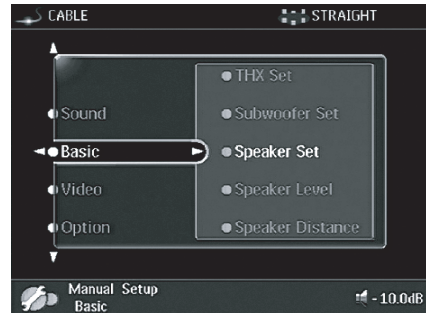 CABLE STRAIGHT
THX Set
Sound Subwoofer Set
Basic Speaker Set
Video Speaker Level
Option Speaker Distance
Manual Setup
Basic
-10.0dB